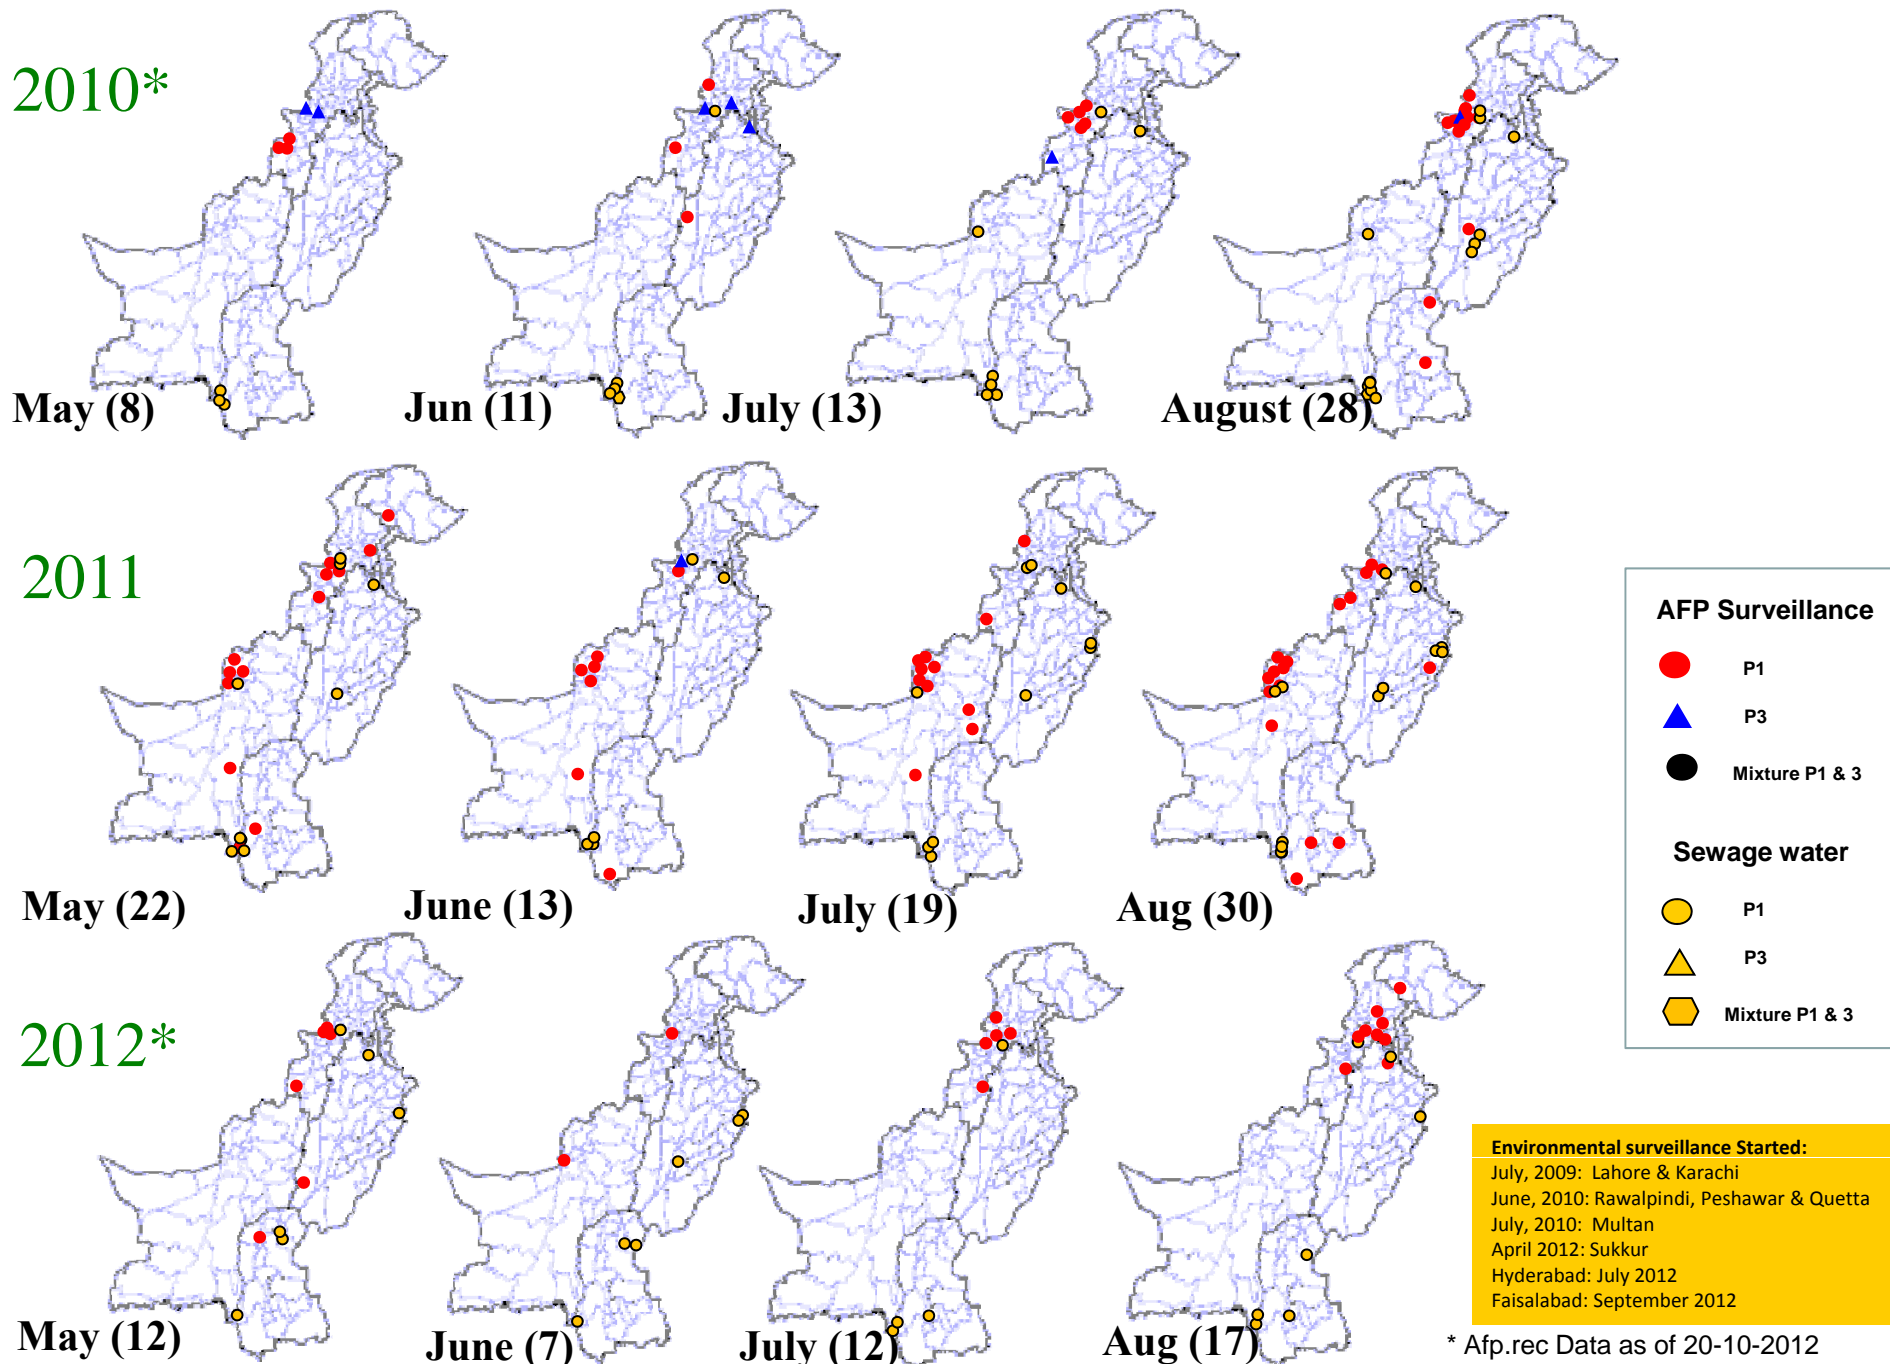 2010*
May (8)
Jun (11)
July (13)
August (28)
2011
May (22)
June (13)
July (19)
Aug (30)
AFP Surveillance
P1
P3
Mixture P1 & 3
Sewage water
P1
P3
Mixture P1 & 3
2012*
May (12)
June (7)
July (12)
Aug (17)
Environmental surveillance Started:
July, 2009: Lahore & Karachi
June, 2010: Rawalpindi, Peshawar & Quetta
July, 2010: Multan
April 2012: Sukkur
Hyderabad: July 2012
Faisalabad: September 2012
* Afp.rec Data as of 20-10-2012